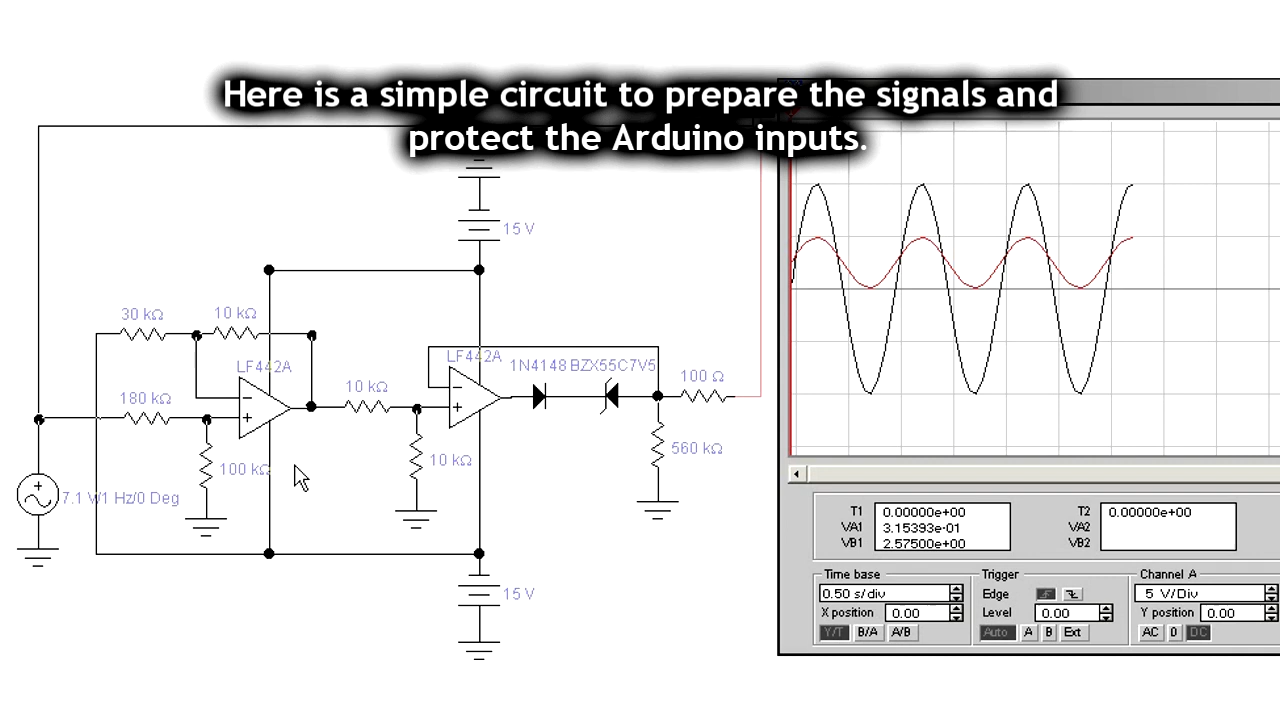 Here is a simple circuit to prepare the signals and
protect the Arduino inputs.
15 V
30 kΩ
10 kΩ
LF442A
180 kΩ
100 kΩ
7.1 V/1 Hz/0 Deg
10 kΩ
10 kΩ
LF442A
1N4148 BZX55C7V5
100 Ω
560 kΩ
15 V
T1 0.00000e+00
VA1 3.15393e-01
VB1 2.57500e+00
T2 0.00000e+00
VA2
VB2
Time base
0.50 s/div
X position 0.00
Y/T B/A A/B
Trigger
Edge
Level 0.00
Auto A B Ext
Channel A
5 V/Div
Y position 0.00
AC 0 DC